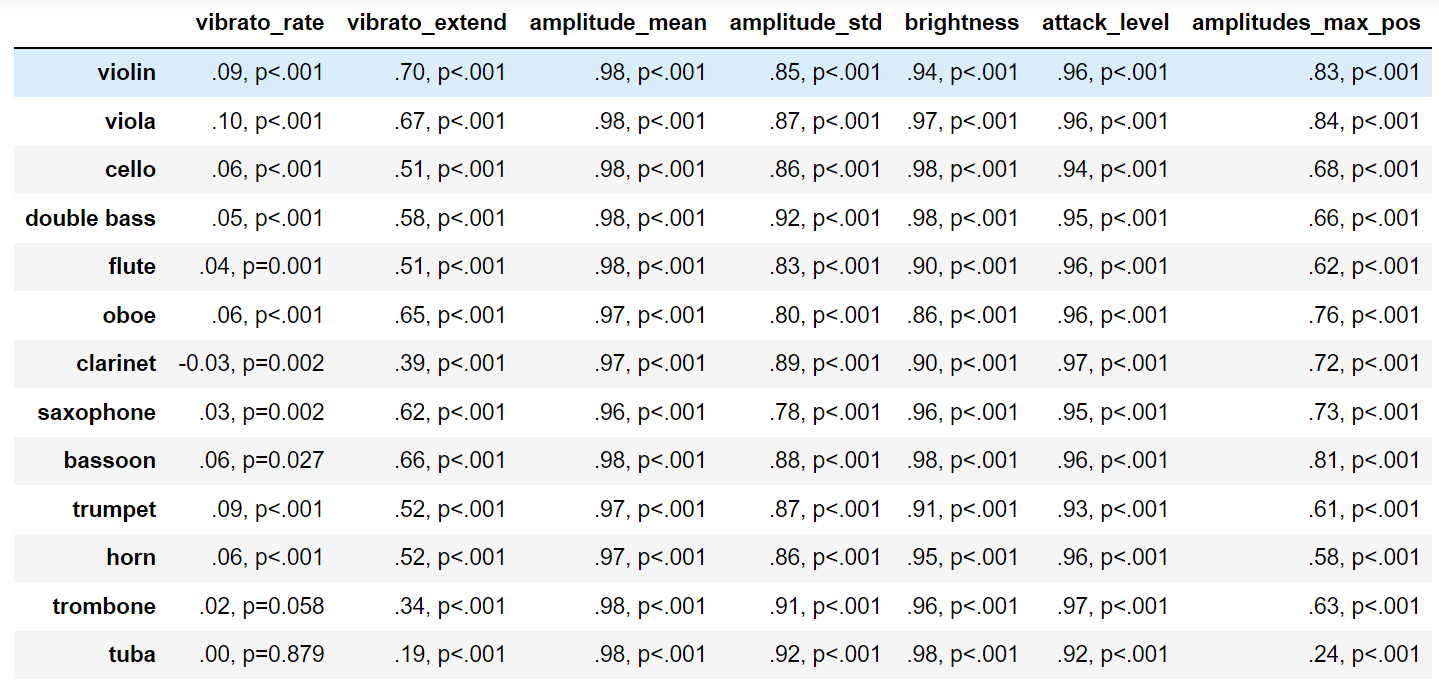 vibrato_rate vibrato_extend amplitude_mean amplitude_std brightness attack_level amplitudes_max_pos
violin .09, p<.001 .70, p<.001 .98, p<.001 .85, p<.001 .94, p<.001 .96, p<.001 .83, p<.001
viola .10, p<.001 .67, p<.001 .98, p<.001 .87, p<.001 .97, p<.001 .96, p<.001 .84, p<.001
cello .06, p<.001 .51, p<.001 .98, p<.001 .86, p<.001 .98, p<.001 .94, p<.001 .68, p<.001
double bass .05, p<.001 .58, p<.001 .98, p<.001 .92, p<.001 .98, p<.001 .95, p<.001 .66, p<.001
flute .04, p=0.001 .51, p<.001 .98, p<.001 .83, p<.001 .90, p<.001 .96, p<.001 .62, p<.001
oboe .06, p<.001 .65, p<.001 .97, p<.001 .80, p<.001 .86, p<.001 .96, p<.001 .76, p<.001
clarinet -0.03, p=0.002 .39, p<.001 .97, p<.001 .89, p<.001 .90, p<.001 .97, p<.001 .72, p<.001
saxophone .03, p=0.002 .62, p<.001 .96, p<.001 .78, p<.001 .96, p<.001 .95, p<.001 .73, p<.001
bassoon .06, p=0.027 .66, p<.001 .98, p<.001 .88, p<.001 .98, p<.001 .96, p<.001 .81, p<.001
trumpet .09, p<.001 .52, p<.001 .97, p<.001 .87, p<.001 .91, p<.001 .93, p<.001 .61, p<.001
horn .06, p<.001 .52, p<.001 .97, p<.001 .86, p<.001 .95, p<.001 .96, p<.001 .58, p<.001
trombone .02, p=0.058 .34, p<.001 .98, p<.001 .91, p<.001 .96, p<.001 .97, p<.001 .63, p<.001
tuba .00, p=0.879 .19, p<.001 .98, p<.001 .92, p<.001 .98, p<.001 .92, p<.001 .24, p<.001